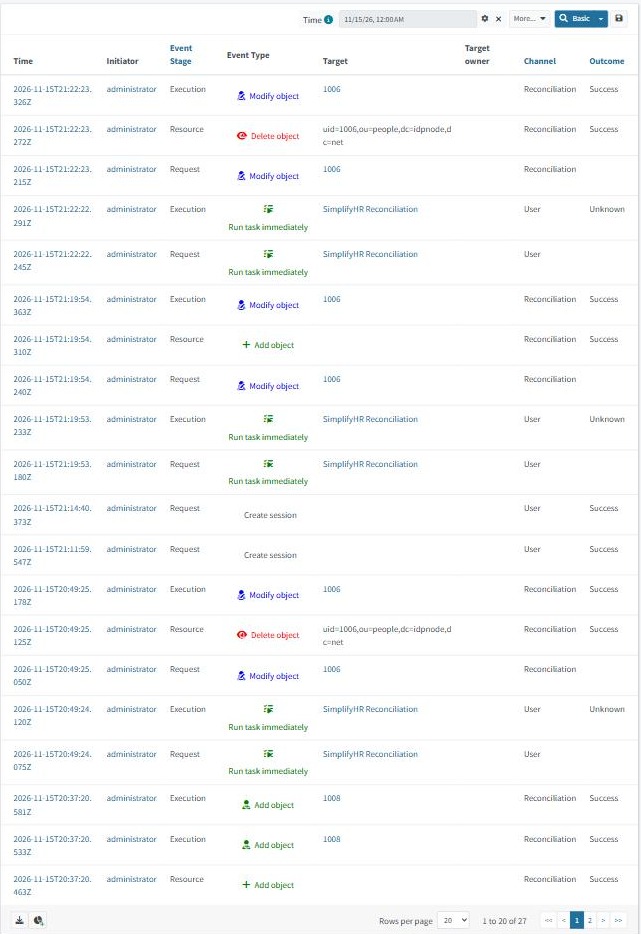 Time 11/15/26, 12:00 AM More... Basic
Time Initiator Event Stage Event Type Target Target owner Channel Outcome
2026-11-15T21:22:23. administrator Execution Modify object 1006 Reconciliation Success
326Z
2026-11-15T21:22:23. administrator Resource Delete object uid=1006,ou=people,dc=idpnode,d Reconciliation Success
272Z c=net
2026-11-15T21:22:23. administrator Request Modify object 1006 Reconciliation
215Z
2026-11-15T21:22:22. administrator Execution SimplifyHR Reconciliation User Unknown
291Z Run task immediately
2026-11-15T21:22:22. administrator Request SimplifyHR Reconciliation User
245Z Run task immediately
2026-11-15T21:19:54. administrator Execution Modify object 1006 Reconciliation Success
363Z
2026-11-15T21:19:54. administrator Resource Add object Reconciliation Success
310Z
2026-11-15T21:19:54. administrator Request Modify object 1006 Reconciliation
240Z
2026-11-15T21:19:53. administrator Execution SimplifyHR Reconciliation User Unknown
233Z Run task immediately
2026-11-15T21:19:53. administrator Request SimplifyHR Reconciliation User
180Z Run task immediately
2026-11-15T21:14:40. administrator Request Create session User Success
373Z
2026-11-15T21:11:59. administrator Request Create session User Success
547Z
2026-11-15T20:49:25. administrator Execution Modify object 1006 Reconciliation Success
178Z
2026-11-15T20:49:25. administrator Resource Delete object uid=1006,ou=people,dc=idpnode,d Reconciliation Success
125Z c=net
2026-11-15T20:49:25. administrator Request Modify object 1006 Reconciliation
050Z
2026-11-15T20:49:24. administrator Execution SimplifyHR Reconciliation User Unknown
120Z Run task immediately
2026-11-15T20:49:24. administrator Request SimplifyHR Reconciliation User
075Z Run task immediately
2026-11-15T20:37:20. administrator Execution Add object 1008 Reconciliation Success
581Z
2026-11-15T20:37:20. administrator Execution Add object 1008 Reconciliation Success
533Z
2026-11-15T20:37:20. administrator Resource Add object Reconciliation Success
463Z
Rows per page 20 1 to 20 of 27 << < 1 2 > >>